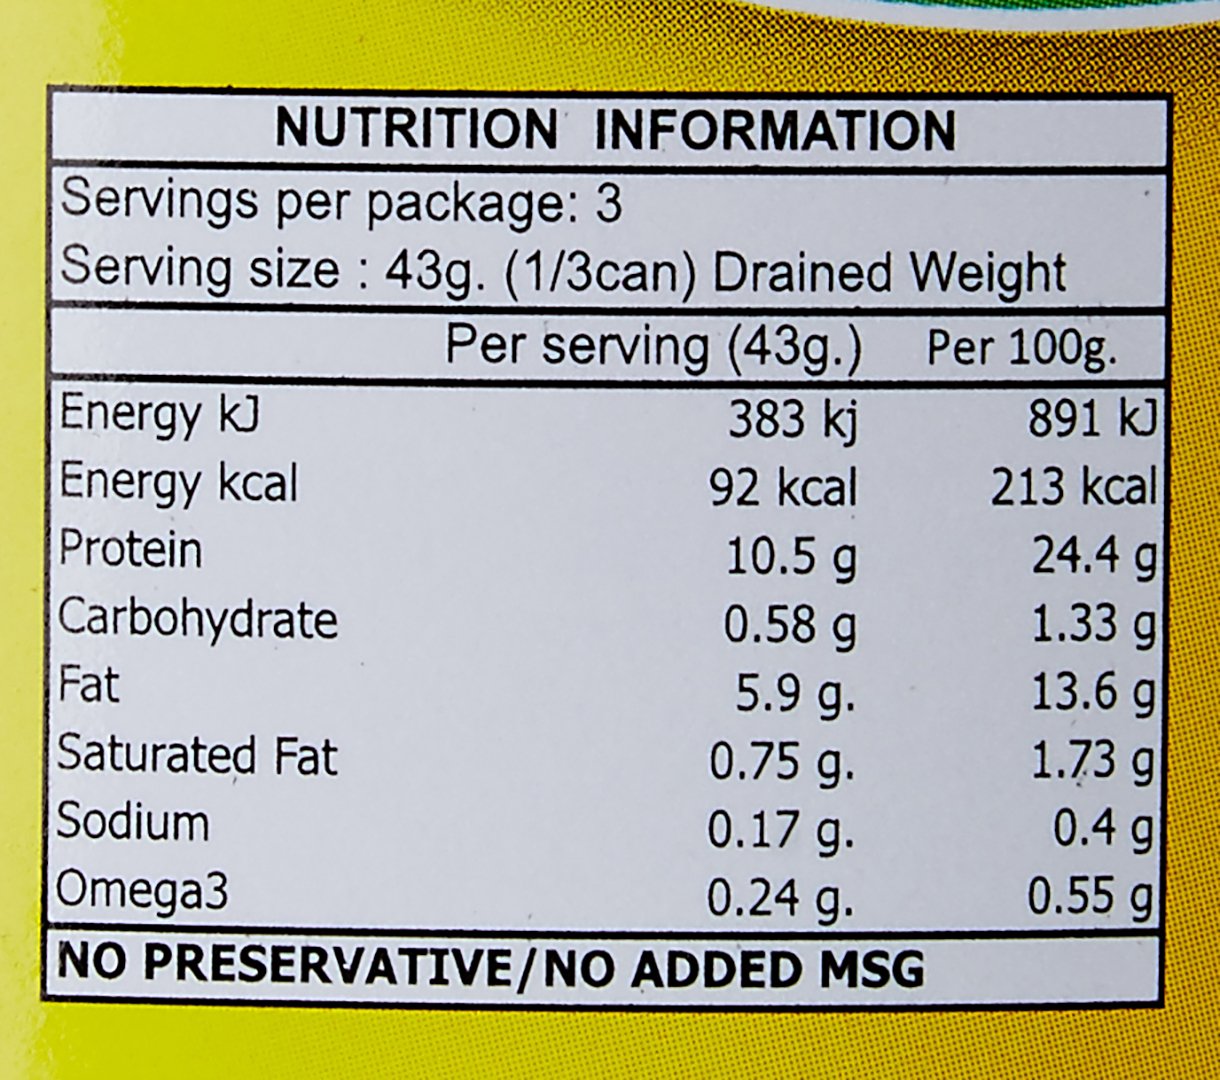 NUTRITION INFORMATION
Servings per package: 3
Serving size : 43g. (1/3can) Drained Weight
Per serving (43g.) Per 100g.
Energy kJ 383 kj 891 kJ
Energy kcal 92 kcal 213 kcal
Protein 10.5 g 24.4 g
Carbohydrate 0.58 g 1.33 g
Fat 5.9 g. 13.6 g
Saturated Fat 0.75 g. 1.73 g
Sodium 0.17 g. 0.4 g
Omega3 0.24 g. 0.55 g
NO PRESERVATIVE/NO ADDED MSG